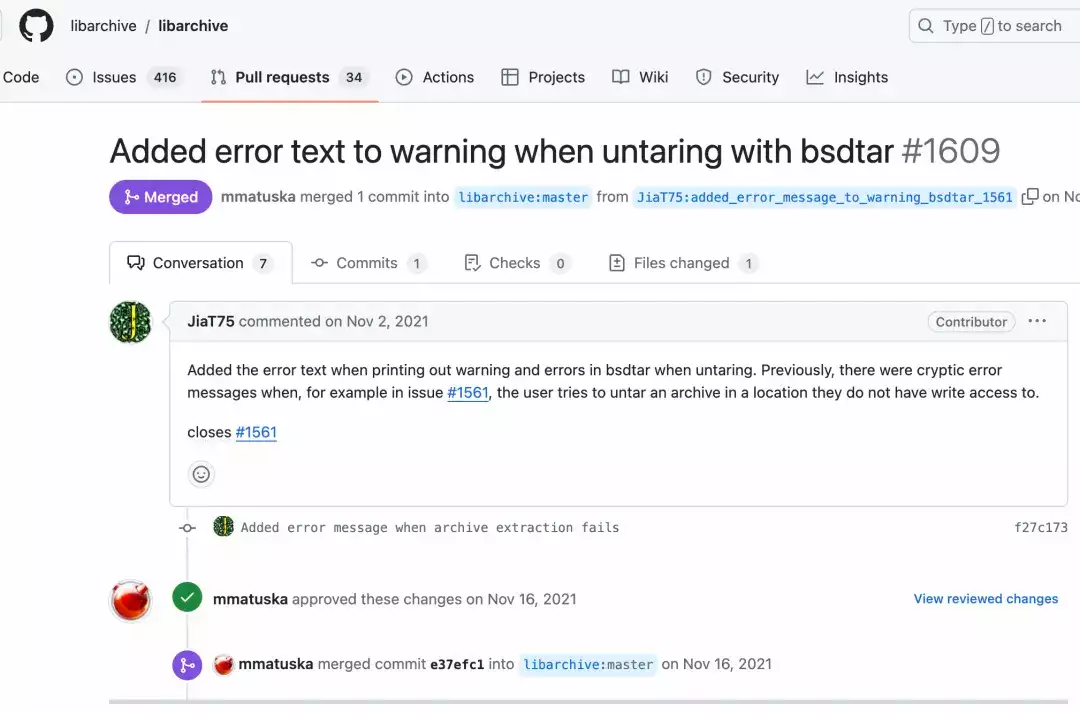 libarchive / libarchive
Type / to search
Code Issues 416 Pull requests 34 Actions Projects Wiki Security Insights
Added error text to warning when untaring with bsdtar #1609
Merged mmatuska merged 1 commit into libarchive:master from JiaT75:added_error_message_to_warning_bsdtar_1561 on
Conversation 7 Commits 1 Checks 0 Files changed 1
JiaT75 commented on Nov 2, 2021 Contributor ...
Added the error text when printing out warning and errors in bsdtar when untaring. Previously, there were cryptic error
messages when, for example in issue #1561, the user tries to untar an archive in a location they do not have write access to.
closes #1561
Added error message when archive extraction fails f27c173
mmatuska approved these changes on Nov 16, 2021 View reviewed changes
mmatuska merged commit e37efc1 into libarchive:master on Nov 16, 2021